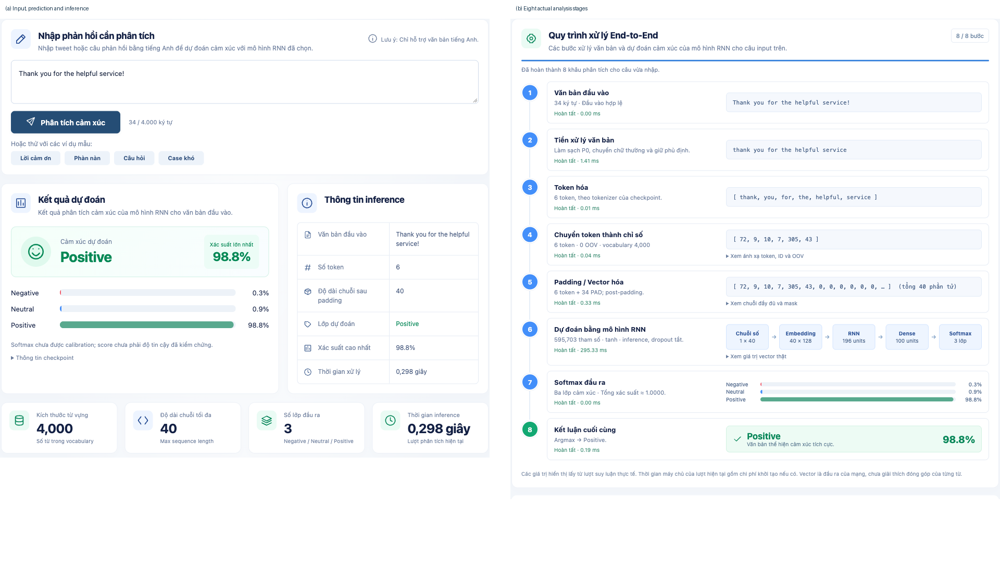 (a) Input, prediction and inference
Nhập phản hồi cần phân tích
Nhập tweet hoặc câu phản hồi bằng tiếng Anh để dự đoán cảm xúc với mô hình RNN đã chọn.
Lưu ý: Chỉ hỗ trợ văn bản tiếng Anh.
Thank you for the helpful service!
Phân tích cảm xúc
34 / 4.000 ký tự
Hoặc thử với các ví dụ mẫu:
Lời cảm ơn
Phàn nàn
Câu hỏi
Case khó
Kết quả dự đoán
Kết quả phân tích cảm xúc của mô hình RNN cho văn bản đầu vào.
Cảm xúc dự đoán
Positive
Xác suất lớn nhất
98.8%
Negative 0.3%
Neutral 0.9%
Positive 98.8%
Softmax chưa được calibration; score chưa phải độ tin cậy đã kiểm chứng.
Thông tin checkpoint
Thông tin inference
Văn bản đầu vào
Thank you for the helpful
service!
Số token
6
Độ dài chuỗi sau
padding
40
Lớp dự đoán
Positive
Xác suất cao nhất
98.8%
Thời gian xử lý
0,298 giây
Kích thước từ vựng
4,000
Số từ trong vocabulary
Độ dài chuỗi tối đa
40
Max sequence length
Số lớp đầu ra
3
Negative / Neutral / Positive
Thời gian inference
0,298 giây
Lượt phân tích hiện tại
(b) Eight actual analysis stages
Quy trình xử lý End-to-End
Các bước xử lý văn bản và dự đoán cảm xúc của mô hình RNN cho câu input trên.
8 / 8 bước
Đã hoàn thành 8 khâu phân tích cho câu vừa nhập.
1
Văn bản đầu vào
34 ký tự · Đầu vào hợp lệ
Hoàn tất · 0.00 ms
Thank you for the helpful service!
2
Tiền xử lý văn bản
Làm sạch P0, chuyển chữ thường và giữ phủ định.
Hoàn tất · 1.41 ms
thank you for the helpful service
3
Token hóa
6 token, theo tokenizer của checkpoint.
Hoàn tất · 0.01 ms
[ thank, you, for, the, helpful, service ]
4
Chuyển token thành chỉ số
6 token · 0 OOV · vocabulary 4,000
Hoàn tất · 0.04 ms
[ 72, 9, 10, 7, 305, 43 ]
Xem ánh xạ token, ID và OOV
5
Padding / Vector hóa
6 token + 34 PAD; post-padding.
Hoàn tất · 0.33 ms
[ 72, 9, 10, 7, 305, 43, 0, 0, 0, 0, 0, 0, … ] (tổng 40 phần tử)
Xem chuỗi đầy đủ và mask
6
Dự đoán bằng mô hình RNN
595,703 tham số · tanh · inference, dropout tắt.
Hoàn tất · 295.33 ms
Chuỗi số
1 × 40
→
Embedding
40 × 128
→
RNN
196 units
→
Dense
100 units
→
Softmax
3 lớp
Xem giá trị vector thật
7
Softmax đầu ra
Ba lớp cảm xúc · Tổng xác suất ≈ 1.0000.
Hoàn tất · 0.00 ms
Negative 0.3%
Neutral 0.9%
Positive 98.8%
8
Kết luận cuối cùng
Argmax → Positive.
Hoàn tất · 0.19 ms
Positive
Văn bản thể hiện cảm xúc tích cực.
98.8%
Các giá trị hiển thị lấy từ lượt suy luận thực tế. Thời gian máy chủ của lượt hiện tại gồm chi phí khởi tạo nếu có. Vector là đầu ra của mạng, chưa giải thích đóng góp của từng từ.